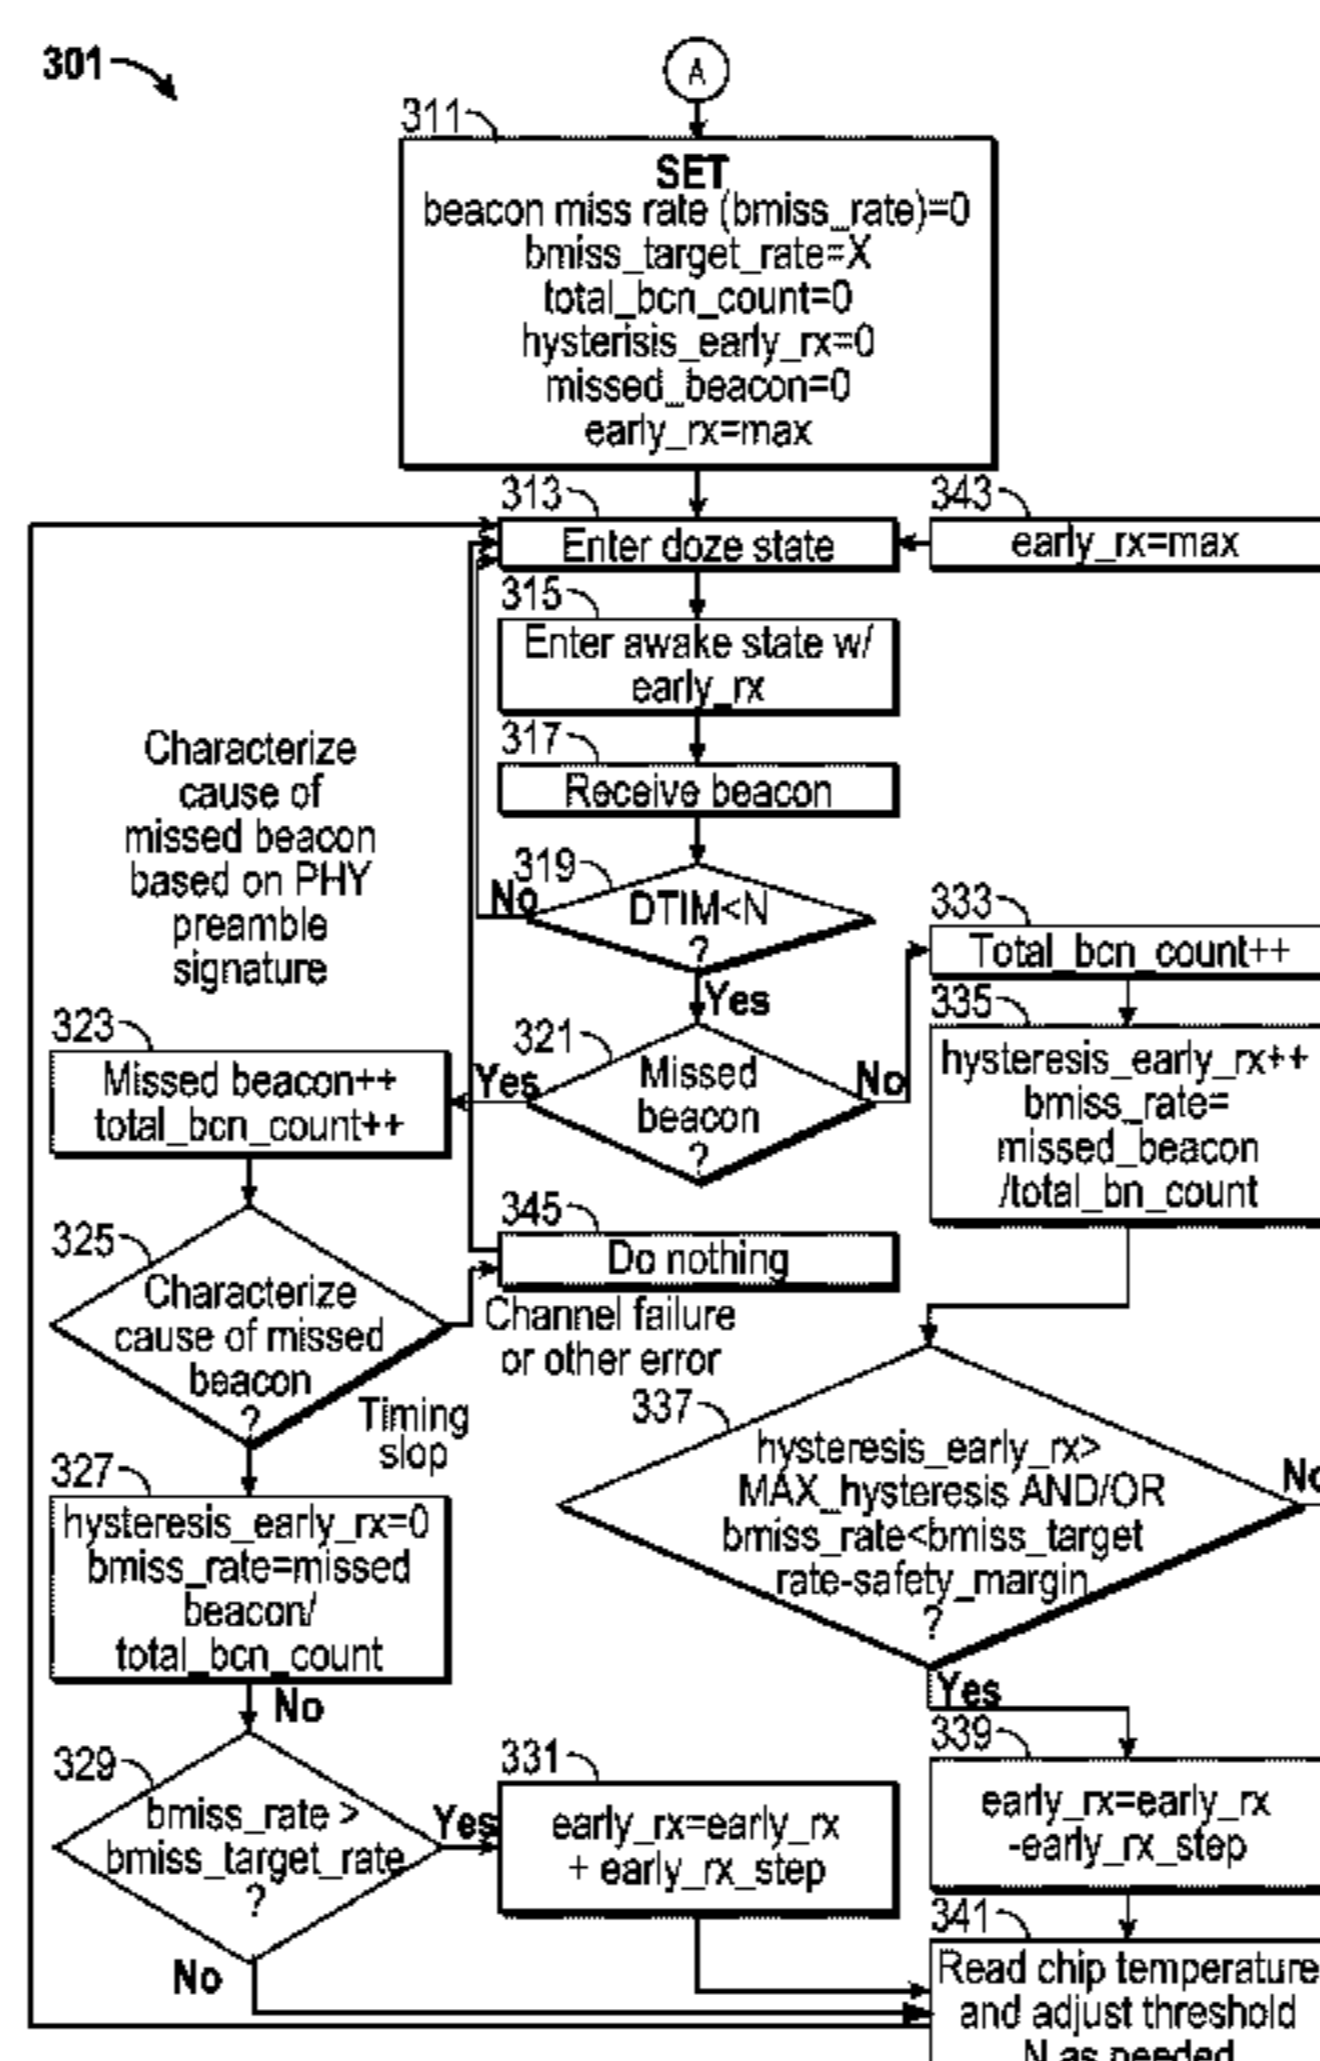 301
A
311
SET
beacon miss rate (bmiss_rate)=0
bmiss_target_rate=X
total_bcn_count=0
hysterisis_early_rx=0
missed_beacon=0
early_rx=max
313
Enter doze state
343
early_rx=max
315
Enter awake state w/
early_rx
317
Receive beacon
Characterize
cause of
missed beacon
based on PHY
preamble
signature
319
DTIM<N
?
No
Yes
321
Missed
beacon
?
Yes
No
333
Total_bcn_count++
335
hysteresis_early_rx++
bmiss_rate=
missed_beacon
/total_bn_count
323
Missed beacon++
total_bcn_count++
325
Characterize
cause of missed
beacon
?
345
Do nothing
Channel failure
or other error
Timing
slop
327
hysteresis_early_rx=0
bmiss_rate=missed
beacon/
total_bcn_count
No
337
hysteresis_early_rx>
MAX_hysteresis AND/OR
bmiss_rate<bmiss_target
rate-safety_margin
?
No
Yes
329
bmiss_rate >
bmiss_target_rate
?
Yes
No
331
early_rx=early_rx
+ early_rx_step
339
early_rx=early_rx
-early_rx_step
341
Read chip temperature
and adjust threshold
N as needed